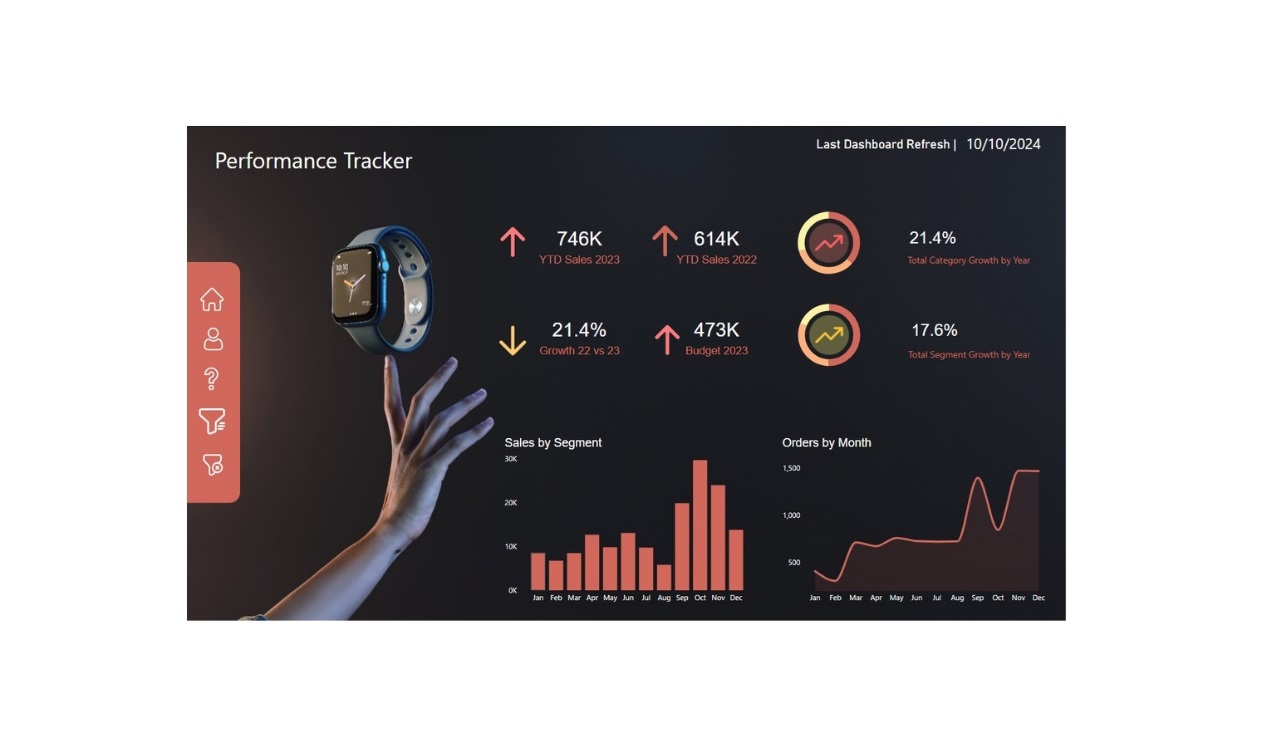 Performance Tracker
Last Dashboard Refresh | 10/10/2024
746K
YTD Sales 2023
614K
YTD Sales 2022
21.4%
Total Category Growth by Year
21.4%
Growth 22 vs 23
473K
Budget 2023
17.6%
Total Segment Growth by Year
10:10
Sales by Segment
30K
20K
10K
0K
Jan Feb Mar Apr May Jun Jul Aug Sep Oct Nov Dec
Orders by Month
1,500
1,000
500
Jan Feb Mar Apr May Jun Jul Aug Sep Oct Nov Dec